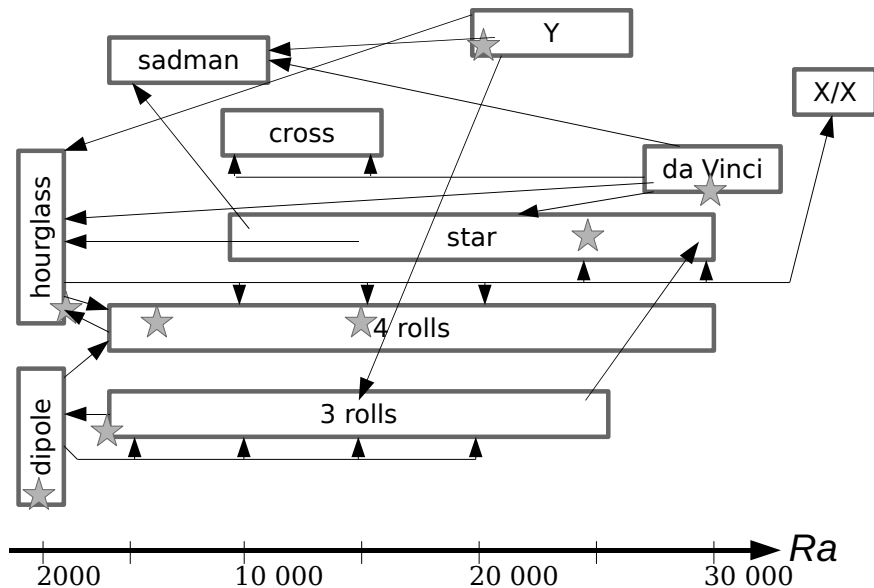 Y
sadman
X/X
cross
da Vinci
hourglass
star
4 rolls
3 rolls
dipole
Ra
2000
10 000
20 000
30 000